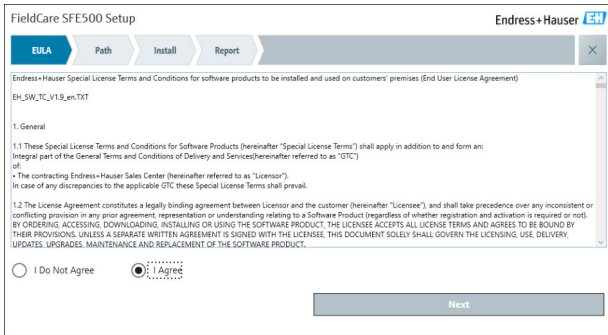 FieldCare SFE500 Setup
Endress+Hauser EH
EULA
Path
Install
Report
Endress+Hauser Special License Terms and Conditions for software products to be installed and used on customers' premises (End User License Agreement)
EH_SW_TC_V1.9_en.TXT
1. General
1.1 These Special License Terms and Conditions for Software Products (hereinafter "Special License Terms") shall apply in addition to and form an:
Integral part of the General Terms and Conditions of Delivery and Services(hereinafter referred to as "GTC")
of:
• The contracting Endress+Hauser Sales Center (hereinafter referred to as "Licensor").
In case of any discrepancies to the applicable GTC these Special License Terms shall prevail.
1.2 The License Agreement constitutes a legally binding agreement between Licensor and the customer (hereinafter "Licensee"), and shall take precedence over any inconsistent or
conflicting provision in any prior agreement, representation or understanding relating to a Software Product (regardless of whether registration and activation is required or not).
BY ORDERING, ACCESSING, DOWNLOADING, INSTALLING OR USING THE SOFTWARE PRODUCT, THE LICENSEE ACCEPTS ALL LICENSE TERMS AND AGREES TO BE BOUND BY
THEIR PROVISIONS. UNLESS A SEPARATE WRITTEN AGREEMENT IS SIGNED WITH THE LICENSEE, THIS DOCUMENT SOLELY SHALL GOVERN THE LICENSING, USE, DELIVERY,
UPDATES, UPGRADES, MAINTENANCE AND REPLACEMENT OF THE SOFTWARE PRODUCT.
I Do Not Agree
I Agree
Next